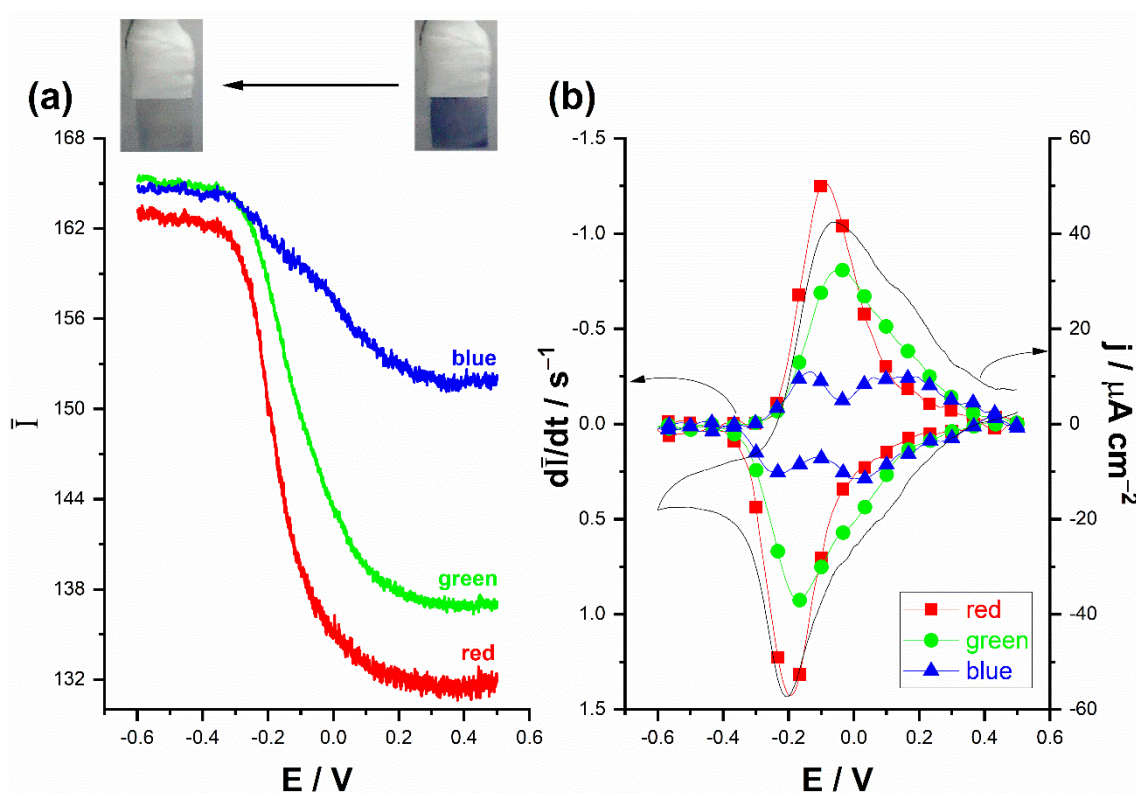 (a)
168
162
156
150
144
138
132
Ī
blue
green
red
-0.6 -0.4 -0.2 0.0 0.2 0.4 0.6
E / V
(b)
-1.5
-1.0
-0.5
0.0
0.5
1.0
1.5
dĪ/dt / s⁻¹
60
40
20
0
-20
-40
-60
j / μA cm⁻²
red
green
blue
-0.6 -0.4 -0.2 0.0 0.2 0.4 0.6
E / V